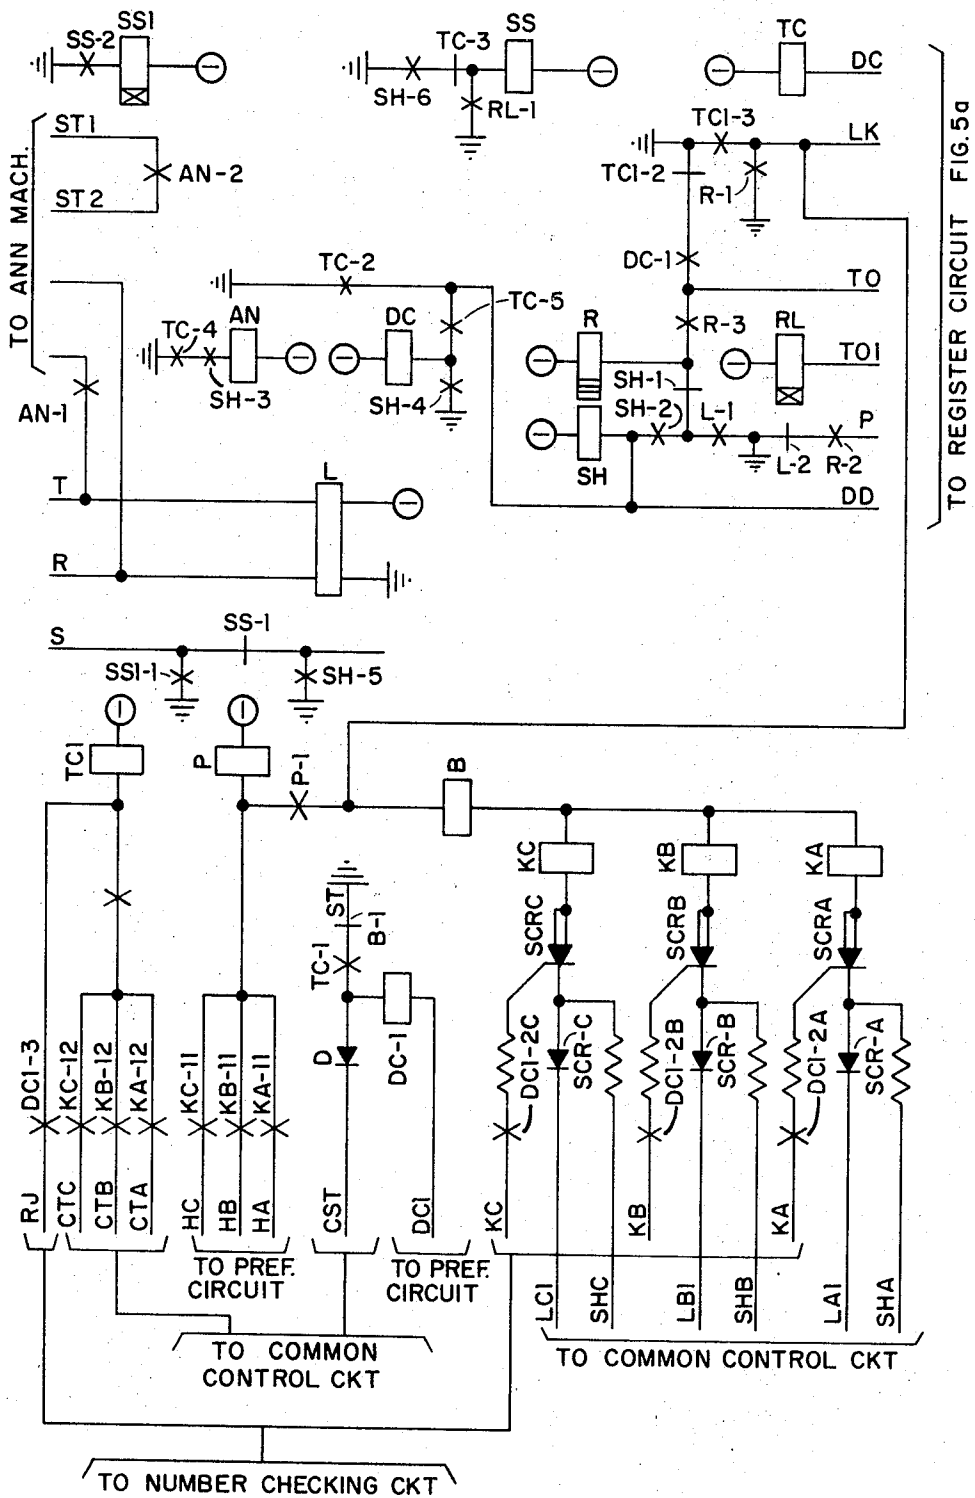 SS1
SS-2
SS
TC-3
SH-6
RL-1
TC
DC
TO REGISTER CIRCUIT FIG. 5a
TO ANN MACH.
ST1
AN-2
ST2
TC1-3
LK
TC1-2
R-1
TC-2
DC-1
TO
TC-5
TC-4
AN
DC
R
R-3
RL
TO1
SH-3
SH-4
SH-1
SH-2
L-1
P
AN-1
SH
L-2
R-2
T
L
DD
R
S
SS-1
SS1-1
SH-5
TC1
P
P-1
B
KC
KB
KA
ST
B-1
TC-1
SCRC
SCRB
SCRA
D
DC-1
DC1-2C
SCR-C
DC1-2B
SCR-B
DC1-2A
SCR-A
DC1-3
KC-12
KB-12
KA-12
KC-11
KB-11
KA-11
RJ
CTC
CTB
CTA
HC
HB
HA
CST
DC1
KC
KB
KA
TO PREF.
CIRCUIT
TO PREF.
CIRCUIT
LC1
SHC
LB1
SHB
LA1
SHA
TO COMMON
CONTROL CKT
TO COMMON CONTROL CKT
TO NUMBER CHECKING CKT